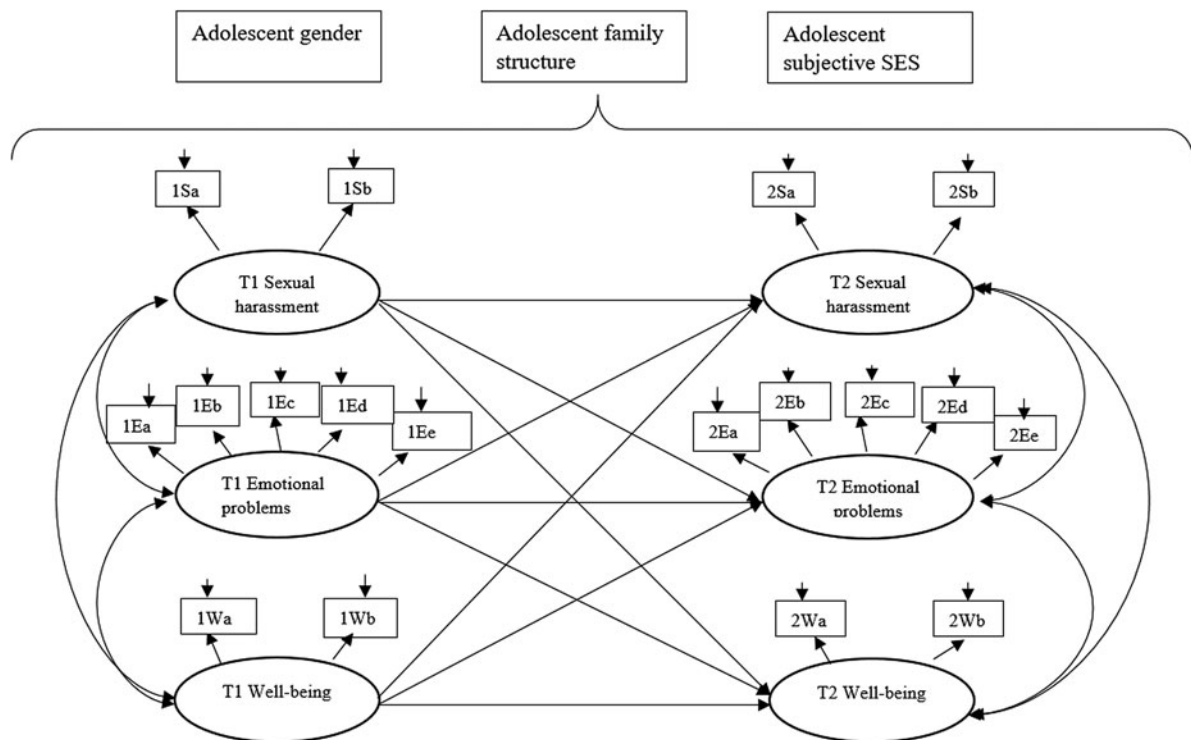 Adolescent gender
Adolescent family
structure
Adolescent
subjective SES
1Sa
1Sb
2Sa
2Sb
T1 Sexual
harassment
T2 Sexual
harassment
1Ea
1Eb
1Ec
1Ed
1Ee
2Ea
2Eb
2Ec
2Ed
2Ee
T1 Emotional
problems
T2 Emotional
problems
1Wa
1Wb
2Wa
2Wb
T1 Well-being
T2 Well-being